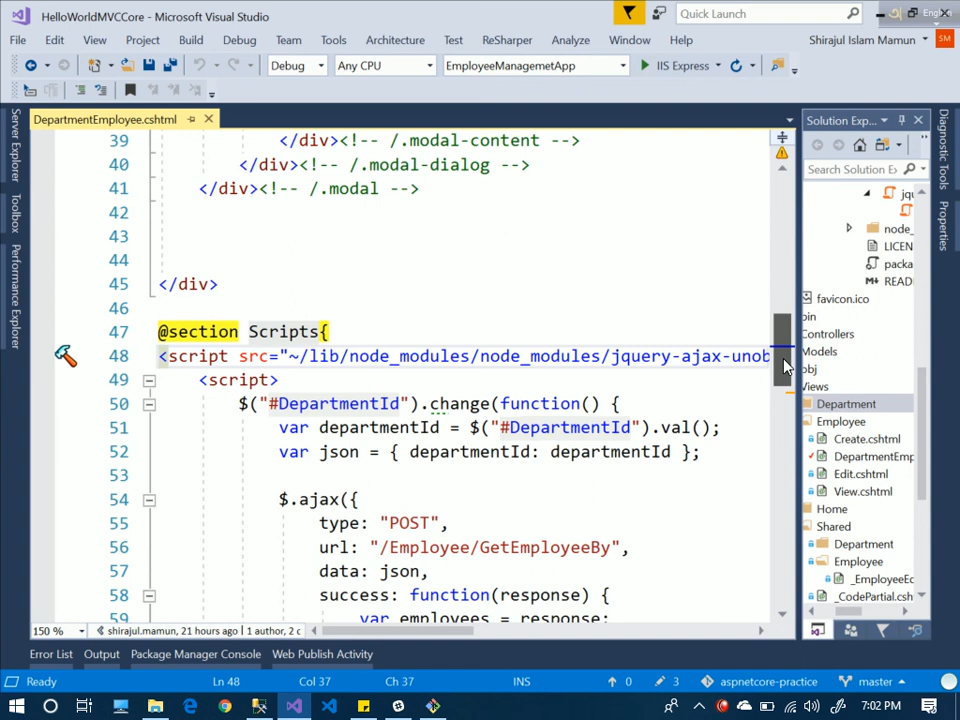 HelloWorldMVCCore - Microsoft Visual Studio
Quick Launch
File Edit View Project Build Debug Team Tools Architecture Test ReSharper Analyze Window Help
Shirajul Islam Mamun
SM
Debug
Any CPU
EmployeeManagemetApp
IIS Express
Server Explorer
Toolbox
Performance Explorer
DepartmentEmployee.cshtml
39 </div><!-- /.modal-content -->
40 </div><!-- /.modal-dialog -->
41 </div><!-- /.modal -->
42
43
44
45 </div>
46
47 @section Scripts{
48 <script src="~/lib/node_modules/node_modules/jquery-ajax-unob
49 <script>
50 $("#DepartmentId").change(function() {
51 var departmentId = $("#DepartmentId").val();
52 var json = { departmentId: departmentId };
53
54 $.ajax({
55 type: "POST",
56 url: "/Employee/GetEmployeeBy",
57 data: json,
58 success: function(response) {
59 var employees = response;
150 %
shirajul.mamun, 21 hours ago | 1 author, 2 c
Solution Exp...
Search Solution Ex
jqu
node_
LICEN
packa
READ
favicon.ico
bin
Controllers
Models
obj
Views
Department
Employee
Create.cshtml
DepartmentEmp
Edit.cshtml
View.cshtml
Home
Shared
Department
Employee
_EmployeeEd
_CodePartial.csh
Diagnostic Tools
Properties
Error List Output Package Manager Console Web Publish Activity
Ready
Ln 48
Col 37
Ch 37
INS
0
3
aspnetcore-practice
master
7:02 PM